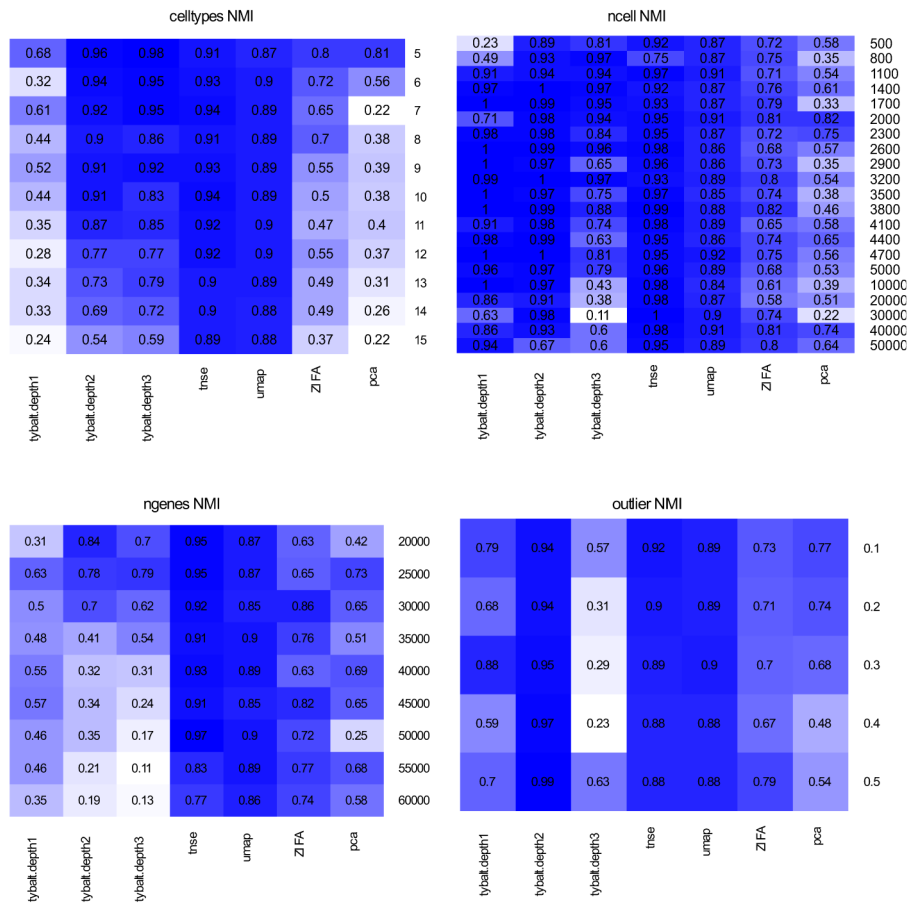 celltypes NMI
0.68 0.96 0.98 0.91 0.87 0.8 0.81 5
0.32 0.94 0.95 0.93 0.9 0.72 0.56 6
0.61 0.92 0.95 0.94 0.89 0.65 0.22 7
0.44 0.9 0.86 0.91 0.89 0.7 0.38 8
0.52 0.91 0.92 0.93 0.89 0.55 0.39 9
0.44 0.91 0.83 0.94 0.89 0.5 0.38 10
0.35 0.87 0.85 0.92 0.9 0.47 0.4 11
0.28 0.77 0.77 0.92 0.9 0.55 0.37 12
0.34 0.73 0.79 0.9 0.89 0.49 0.31 13
0.33 0.69 0.72 0.9 0.88 0.49 0.26 14
0.24 0.54 0.59 0.89 0.88 0.37 0.22 15
tybalt.depth1 tybalt.depth2 tybalt.depth3 tnse umap ZIFA pca
ncell NMI
0.23 0.89 0.81 0.92 0.87 0.72 0.58 500
0.49 0.93 0.97 0.75 0.87 0.75 0.35 800
0.91 0.94 0.94 0.97 0.91 0.71 0.54 1100
0.97 1 0.97 0.92 0.87 0.76 0.61 1400
1 0.99 0.95 0.93 0.87 0.79 0.33 1700
0.71 0.98 0.94 0.95 0.91 0.81 0.82 2000
0.98 0.98 0.84 0.95 0.87 0.72 0.75 2300
1 0.99 0.96 0.98 0.86 0.68 0.57 2600
1 0.97 0.65 0.96 0.86 0.73 0.35 2900
0.99 1 0.97 0.93 0.89 0.8 0.54 3200
1 0.97 0.75 0.97 0.85 0.74 0.38 3500
1 0.99 0.88 0.99 0.88 0.82 0.46 3800
0.91 0.98 0.74 0.98 0.89 0.65 0.58 4100
0.98 0.99 0.63 0.95 0.86 0.74 0.65 4400
1 1 0.81 0.95 0.92 0.75 0.56 4700
0.96 0.97 0.79 0.96 0.89 0.68 0.53 5000
1 0.97 0.43 0.98 0.84 0.61 0.39 10000
0.86 0.91 0.38 0.98 0.87 0.58 0.51 20000
0.63 0.98 0.11 1 0.9 0.74 0.22 30000
0.86 0.93 0.6 0.98 0.91 0.81 0.74 40000
0.94 0.67 0.6 0.95 0.89 0.8 0.64 50000
tybalt.depth1 tybalt.depth2 tybalt.depth3 tnse umap ZIFA pca
ngenes NMI
0.31 0.84 0.7 0.95 0.87 0.63 0.42 20000
0.63 0.78 0.79 0.95 0.87 0.65 0.73 25000
0.5 0.7 0.62 0.92 0.85 0.86 0.65 30000
0.48 0.41 0.54 0.91 0.9 0.76 0.51 35000
0.55 0.32 0.31 0.93 0.89 0.63 0.69 40000
0.57 0.34 0.24 0.91 0.85 0.82 0.65 45000
0.46 0.35 0.17 0.97 0.9 0.72 0.25 50000
0.46 0.21 0.11 0.83 0.89 0.77 0.68 55000
0.35 0.19 0.13 0.77 0.86 0.74 0.58 60000
tybalt.depth1 tybalt.depth2 tybalt.depth3 tnse umap ZIFA pca
outlier NMI
0.79 0.94 0.57 0.92 0.89 0.73 0.77 0.1
0.68 0.94 0.31 0.9 0.89 0.71 0.74 0.2
0.88 0.95 0.29 0.89 0.9 0.7 0.68 0.3
0.59 0.97 0.23 0.88 0.88 0.67 0.48 0.4
0.7 0.99 0.63 0.88 0.88 0.79 0.54 0.5
tybalt.depth1 tybalt.depth2 tybalt.depth3 tnse umap ZIFA pca